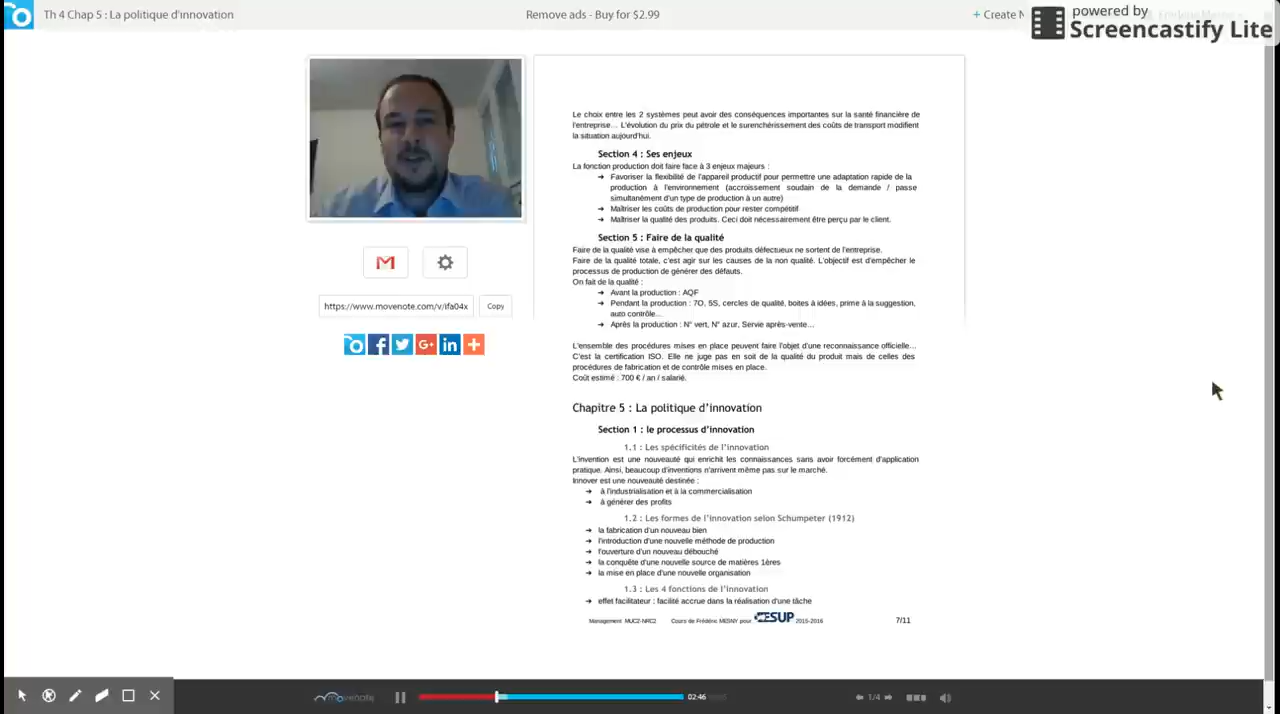 Th 4 Chap 5 : La politique d'innovation
Remove ads - Buy for $2.99
+ Create N
powered by
Screencastify Lite
Le choix entre les 2 systèmes peut avoir des conséquences importantes sur la santé financière de
l'entreprise… L'évolution du prix du pétrole et le surenchérissement des coûts de transport modifient
la situation aujourd'hui.
Section 4 : Ses enjeux
La fonction production doit faire face à 3 enjeux majeurs :
➔ Favoriser la flexibilité de l'appareil productif pour permettre une adaptation rapide de la
production à l'environnement (accroissement soudain de la demande / passe
simultanément d'un type de production à un autre)
➔ Maîtriser les coûts de production pour rester compétitif
➔ Maîtriser la qualité des produits. Ceci doit nécessairement être perçu par le client.
Section 5 : Faire de la qualité
Faire de la qualité vise à empêcher que des produits défectueux ne sortent de l'entreprise.
Faire de la qualité totale, c'est agir sur les causes de la non qualité. L'objectif est d'empêcher le
processus de production de générer des défauts.
On fait de la qualité :
➔ Avant la production : AQF
➔ Pendant la production : 7O, 5S, cercles de qualité, boites à idées, prime à la suggestion,
auto contrôle…
➔ Après la production : N° vert, N° azur, Servie après-vente…
L'ensemble des procédures mises en place peuvent faire l'objet d'une reconnaissance officielle…
C'est la certification ISO. Elle ne juge pas en soit de la qualité du produit mais de celles des
procédures de fabrication et de contrôle mises en place.
Coût estimé : 700 € / an / salarié.
Chapitre 5 : La politique d'innovation
Section 1 : le processus d'innovation
1.1 : Les spécificités de l'innovation
L'invention est une nouveauté qui enrichit les connaissances sans avoir forcément d'application
pratique. Ainsi, beaucoup d'inventions n'arrivent même pas sur le marché.
Innover est une nouveauté destinée :
➔ à l'industrialisation et à la commercialisation
➔ à générer des profits
1.2 : Les formes de l'innovation selon Schumpeter (1912)
➔ la fabrication d'un nouveau bien
➔ l'introduction d'une nouvelle méthode de production
➔ l'ouverture d'un nouveau débouché
➔ la conquête d'une nouvelle source de matières 1ères
➔ la mise en place d'une nouvelle organisation
1.3 : Les 4 fonctions de l'innovation
➔ effet facilitateur : facilité accrue dans la réalisation d'une tâche
Management MUC2-NRC2 Cours de Frédéric MESNY pour CESUP 2015-2016 7/11
https://www.movenote.com/v/ifa04x
Copy
movenote
02:46
1/4